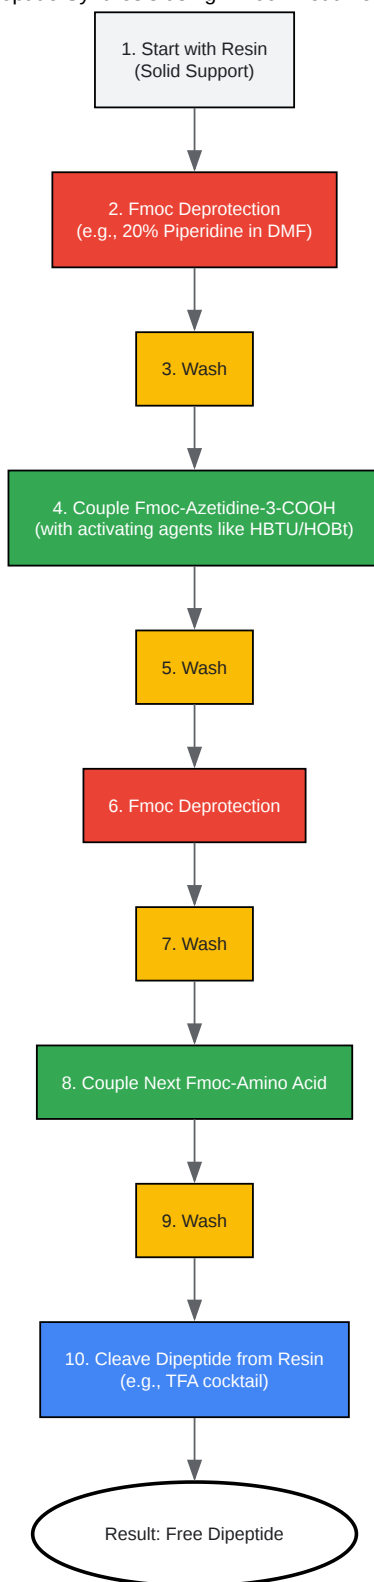 1. Start with Resin
(Solid Support)
2. Fmoc Deprotection
(e.g., 20% Piperidine in DMF)
3. Wash
4. Couple Fmoc-Azetidine-3-COOH
(with activating agents like HBTU/HOBt)
5. Wash
6. Fmoc Deprotection
7. Wash
8. Couple Next Fmoc-Amino Acid
9. Wash
10. Cleave Dipeptide from Resin
(e.g., TFA cocktail)
Result: Free Dipeptide